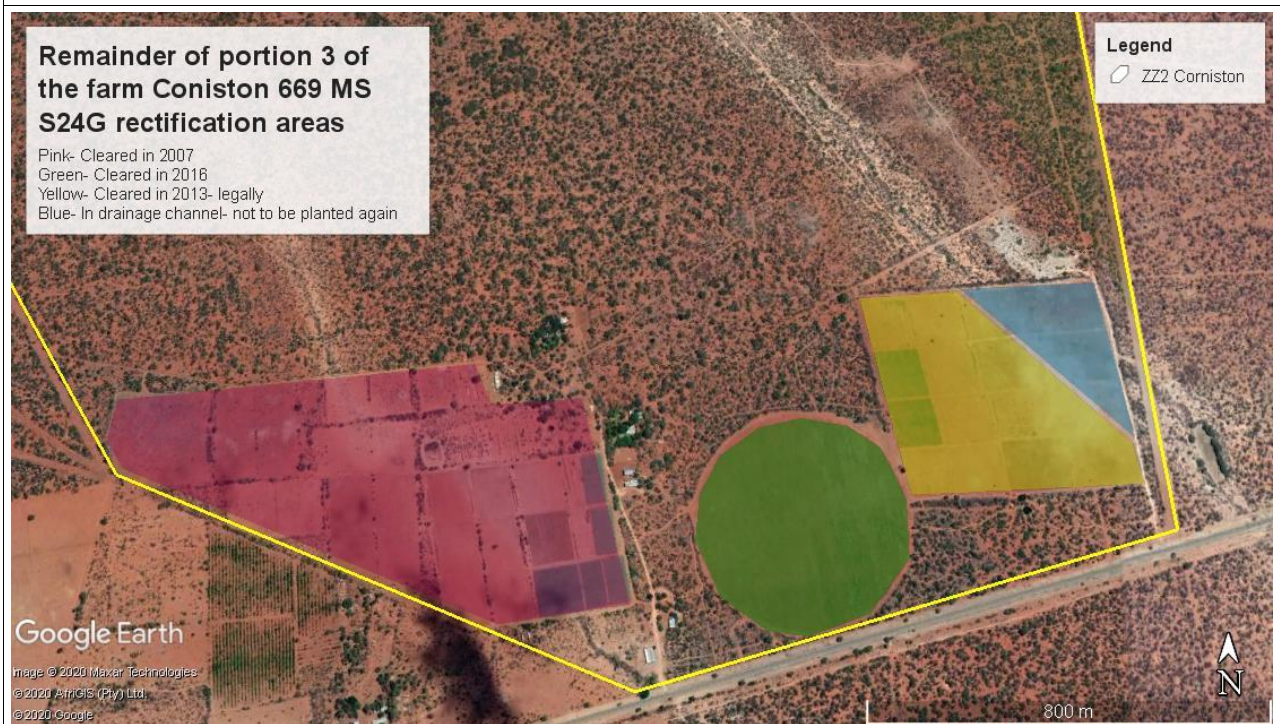 Remainder of portion 3 of
the farm Coniston 669 MS
S24G rectification areas
Pink- Cleared in 2007
Green- Cleared in 2016
Yellow- Cleared in 2013- legally
Blue- In drainage channel- not to be planted again
Legend
ZZ2 Corniston
Google Earth
Image © 2020 Maxar Technologies
© 2020 AfriGIS (Pty) Ltd.
© 2020 Google
N
800 m